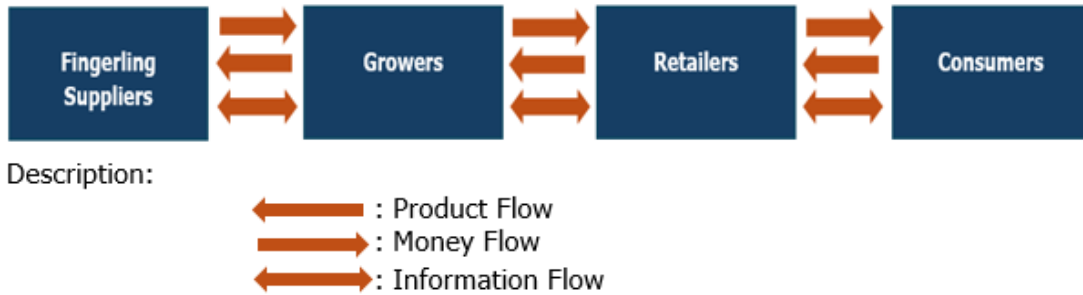 Fingerling
Suppliers
Growers
Retailers
Consumers
Description:
: Product Flow
: Money Flow
: Information Flow